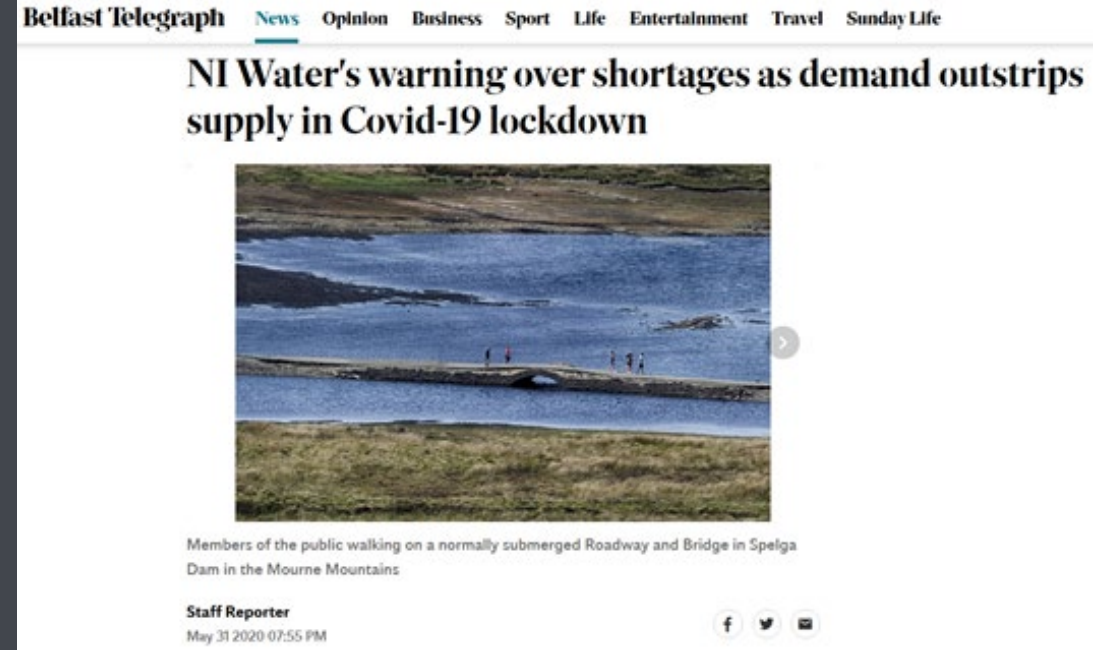 Belfast Telegraph News Opinion Business Sport Life Entertainment Travel Sunday Life
NI Water's warning over shortages as demand outstrips
supply in Covid-19 lockdown
Members of the public walking on a normally submerged Roadway and Bridge in Spelga
Dam in the Mourne Mountains
Staff Reporter
May 31 2020 07:55 PM